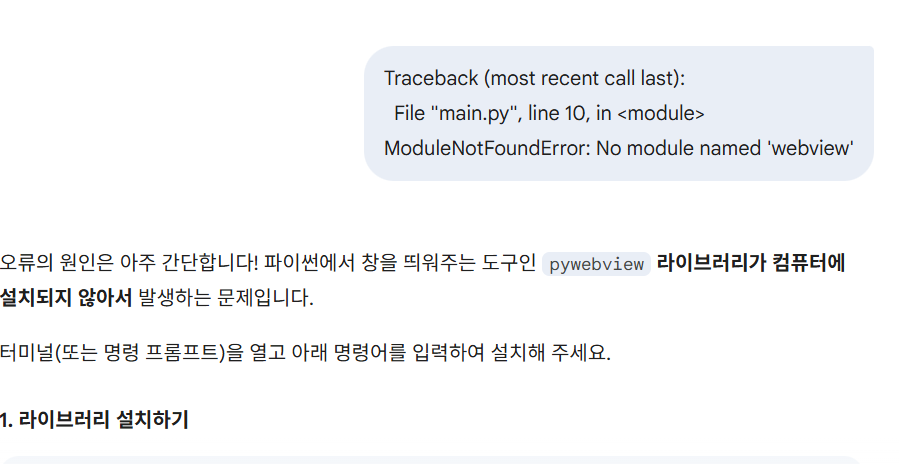 Traceback (most recent call last):
File "main.py", line 10, in <module>
ModuleNotFoundError: No module named 'webview'
오류의 원인은 아주 간단합니다! 파이썬에서 창을 띄워주는 도구인 pywebview 라이브러리가 컴퓨터에
설치되지 않아서 발생하는 문제입니다.
터미널(또는 명령 프롬프트)을 열고 아래 명령어를 입력하여 설치해 주세요.
1. 라이브러리 설치하기